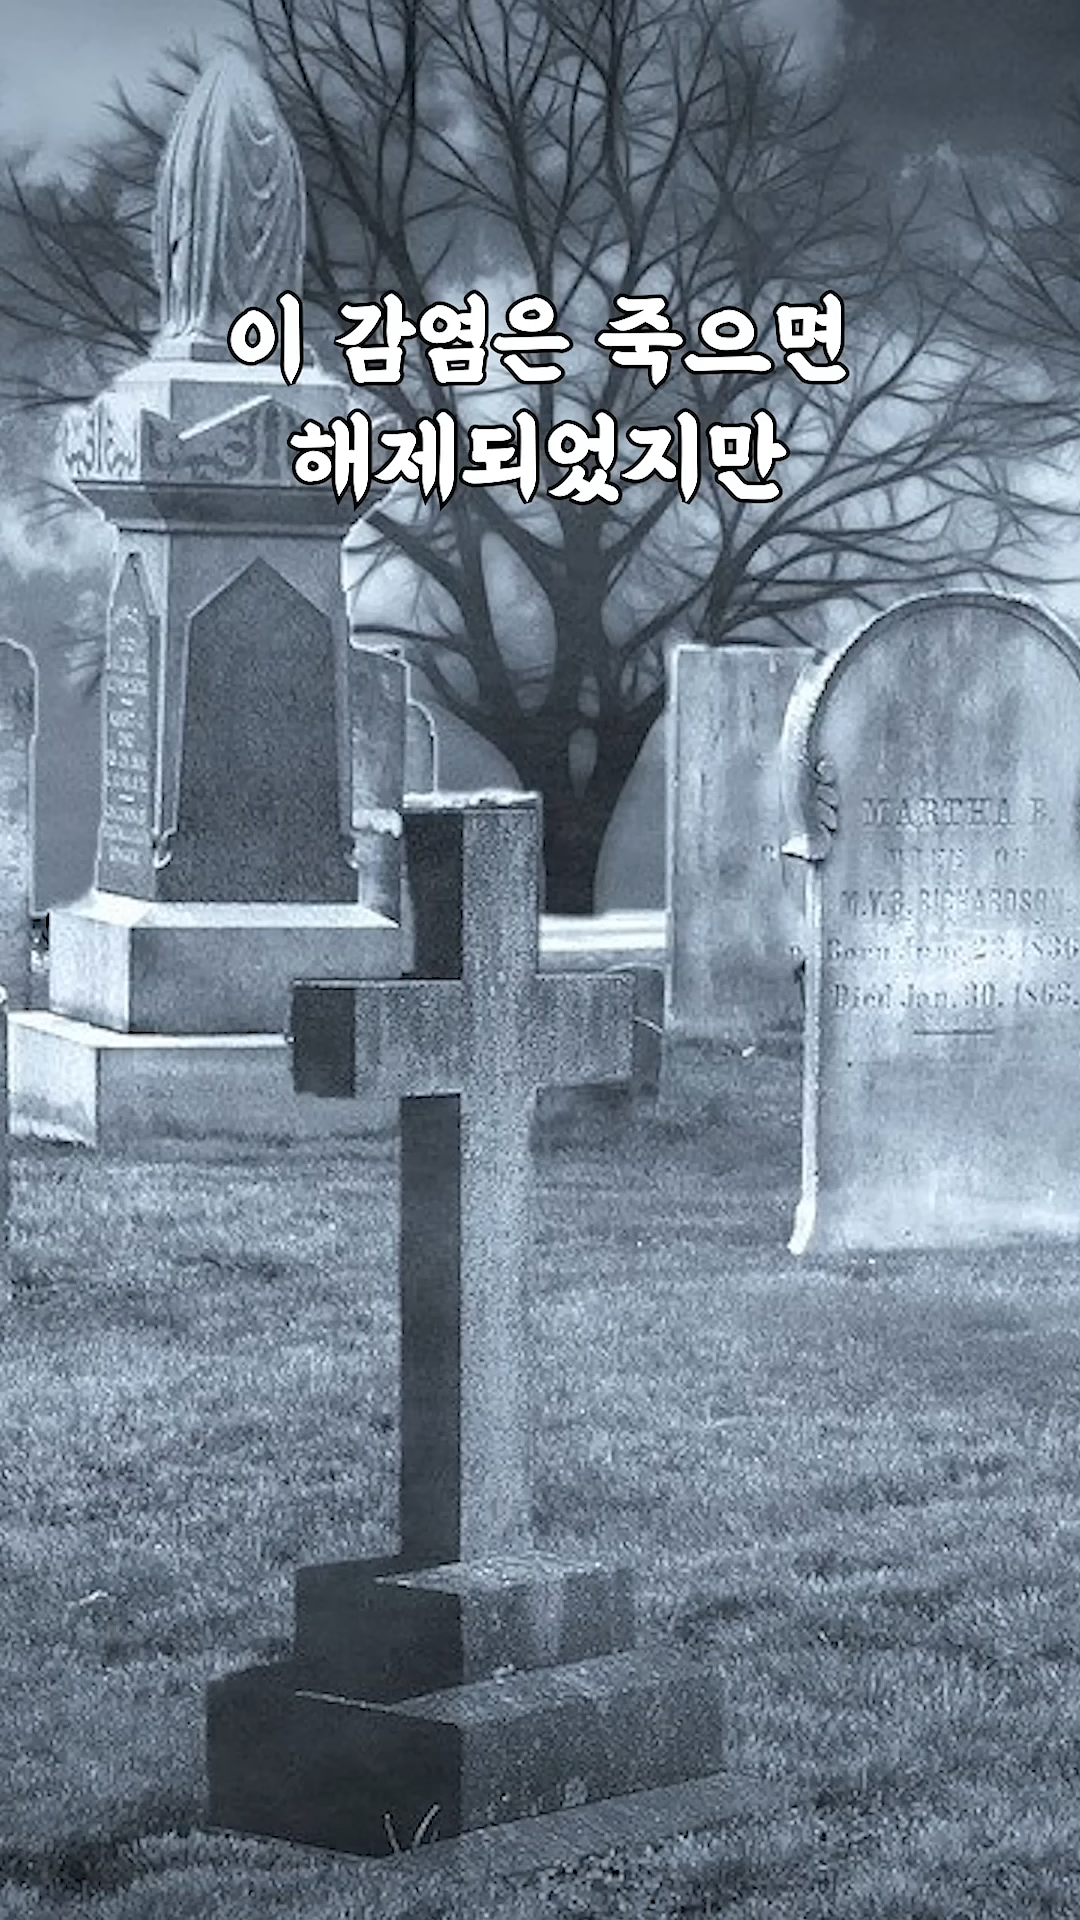 이 감염은 죽으면
해제되었지만
MARTHA B.
WIFE OF
M.V.B. RICHARDSON
Died Jan. 30. 186